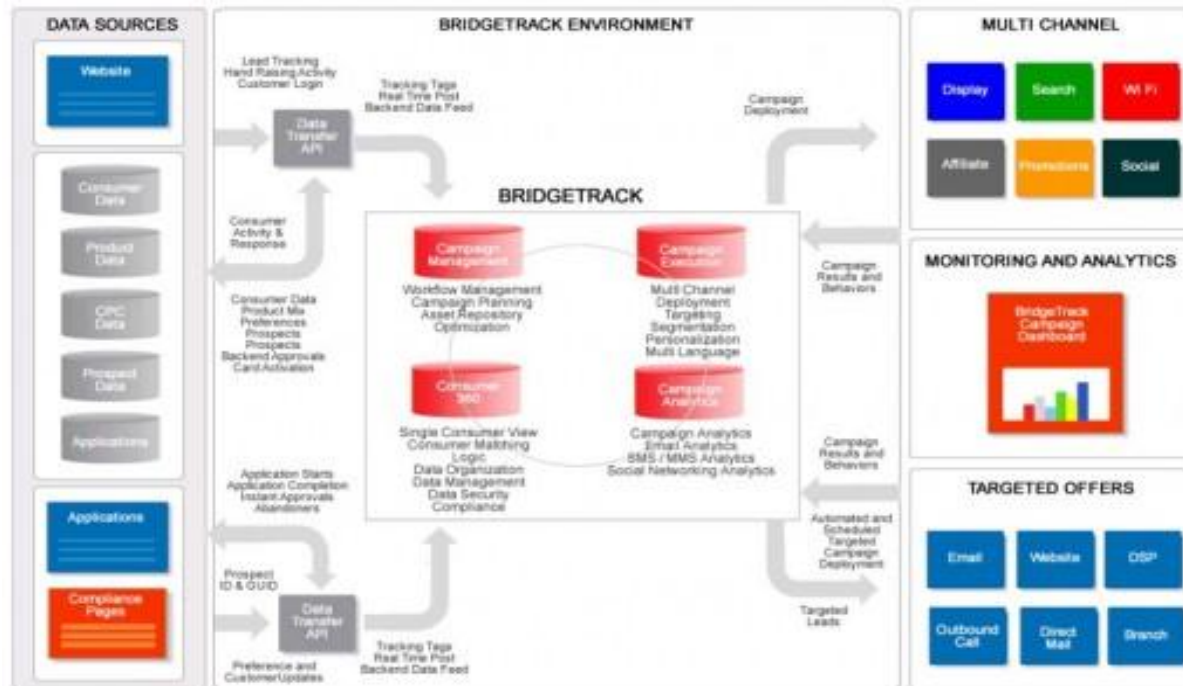 DATA SOURCES
Website
Consumer
Data
Product
Data
CPC
Data
Prospect
Data
Applications
Applications
Compliance
Pages
BRIDGETRACK ENVIRONMENT
Lead Tracking
Hand Raising Activity
Customer Login
Data
Transfer
API
Tracking Tags
Real Time Post
Backend Data Feed
Consumer
Activity &
Response
Consumer Data
Product Mix
Preferences
Prospects
Prospects
Backend Approvals
Card Activation
Application Starts
Application Completion
Instant Approvals
Abandoners
Prospect
ID & GUID
Data
Transfer
API
Preference and
CustomerUpdates
Tracking Tags
Real Time Post
Backend Data Feed
BRIDGETRACK
Campaign
Management
Workflow Management
Campaign Planning
Asset Repository
Optimization
Campaign
Execution
Multi Channel
Deployment
Targeting
Segmentation
Personalization
Multi Language
Consumer
360
Single Consumer View
Consumer Matching
Logic
Data Organization
Data Management
Data Security
Compliance
Campaign
Analytics
Campaign Analytics
Email Analytics
SMS / MMS Analytics
Social Networking Analytics
Campaign
Deployment
Campaign
Results and
Behaviors
Campaign
Results and
Behaviors
Automated and
Scheduled
Targeted
Campaign
Deployment
Targeted
Leads
MULTI CHANNEL
Display
Search
Wi Fi
Affiliate
Promotions
Social
MONITORING AND ANALYTICS
BridgeTrack
Campaign
Dashboard
TARGETED OFFERS
Email
Website
OSP
Outbound
Call
Direct
Mail
Branch